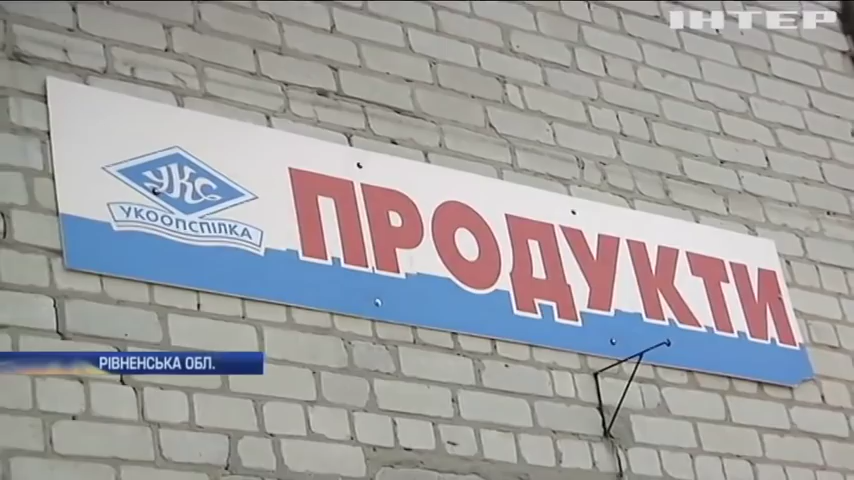 ІНТЕР
УКС
УКООПСПІЛКА
ПРОДУКТИ
РІВНЕНСЬКА ОБЛ.